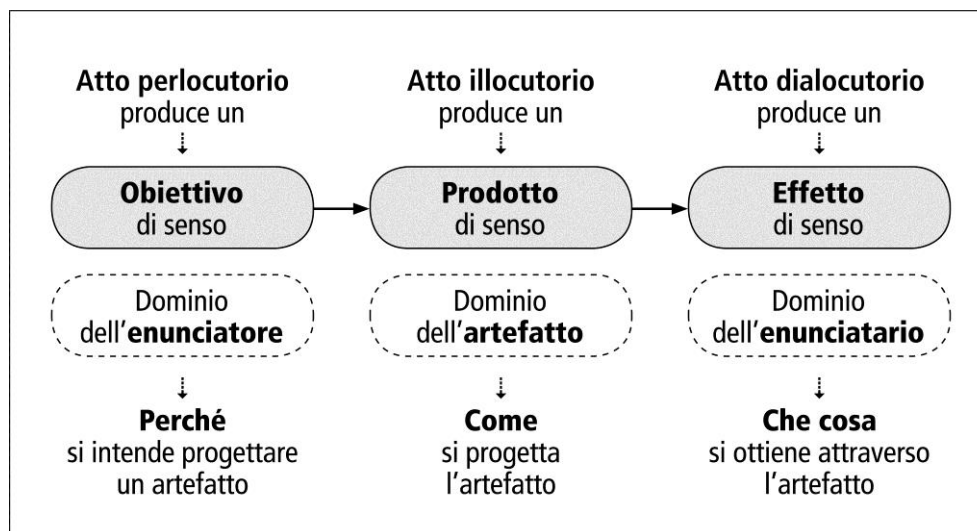 Atto perlocutorio
produce un
Obiettivo
di senso
Dominio
dell'enunciatore
Perché
si intende progettare
un artefatto
Atto illocutorio
produce un
Prodotto
di senso
Dominio
dell'artefatto
Come
si progetta
l'artefatto
Atto dialocutorio
produce un
Effetto
di senso
Dominio
dell'enunciatario
Che cosa
si ottiene attraverso
l'artefatto